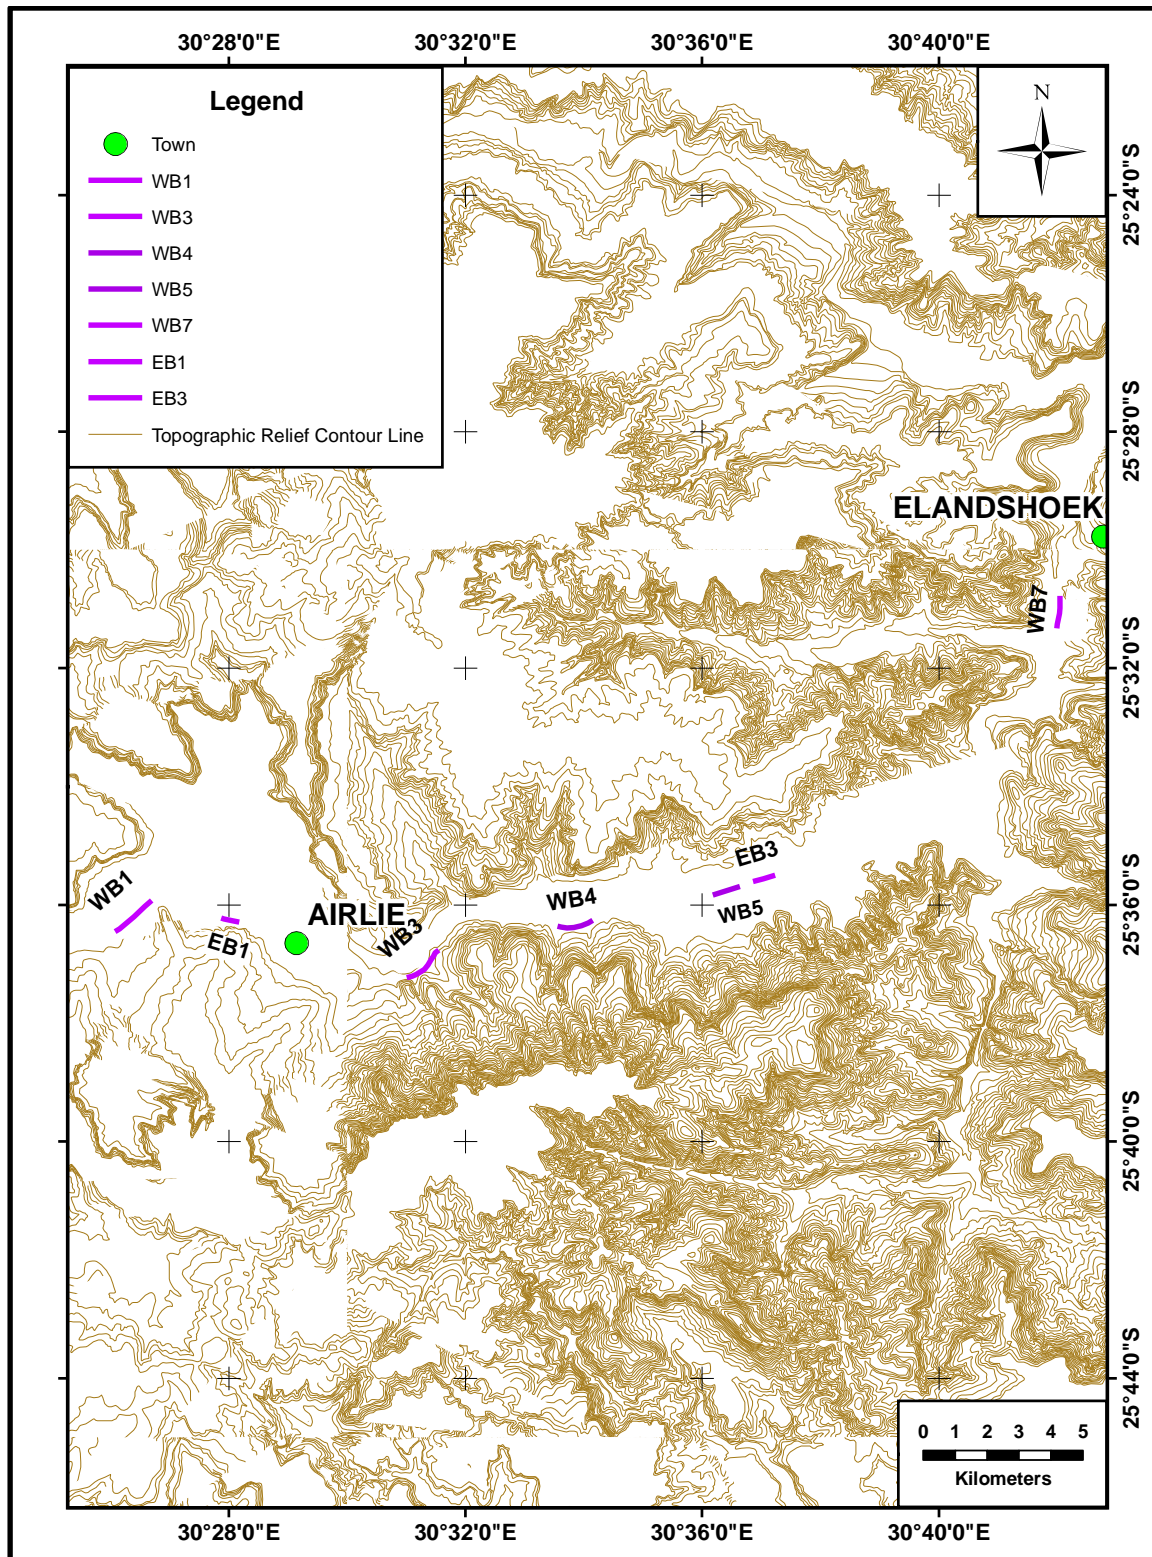 30°28'0"E 30°32'0"E 30°36'0"E 30°40'0"E
Legend
Town
WB1
WB3
WB4
WB5
WB7
EB1
EB3
Topographic Relief Contour Line
N
25°24'0"S
25°28'0"S
ELANDSHOEK
WB7
25°32'0"S
EB3
WB1
WB4
WB5
25°36'0"S
AIRLIE
WB3
EB1
25°40'0"S
25°44'0"S
0 1 2 3 4 5
Kilometers
30°28'0"E 30°32'0"E 30°36'0"E 30°40'0"E